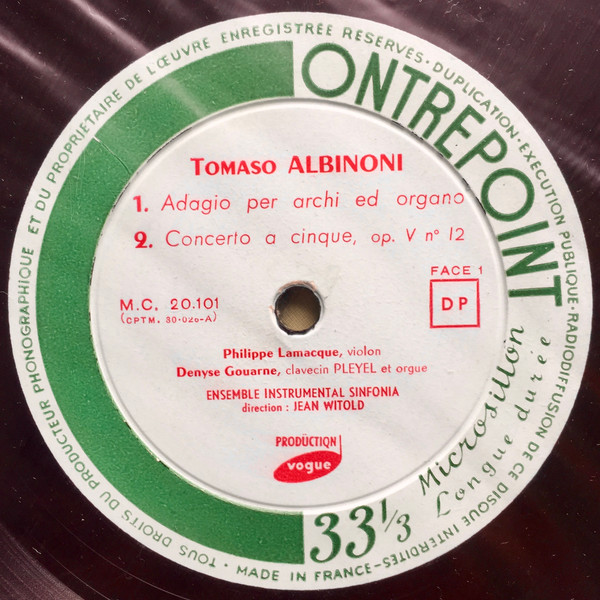 TOUS DROITS DU PRODUCTEUR PHONOGRAPHIQUE ET DU PROPRIETAIRE DE L'ŒUVRE ENREGISTRÉE RESERVES · DUPLICATION · EXECUTION PUBLIQUE · RADIODIFFUSION DE CE DISQUE INTERDITES · MADE IN FRANCE ·
ONTREPOINT
TOMASO ALBINONI
1. Adagio per archi ed organo
2. Concerto a cinque, op. V n° 12
FACE 1
M.C. 20.101
DP
(CPTM. 30-026-A)
Philippe Lamacque, violon
Denyse Gouarne, clavecin PLEYEL et orgue
ENSEMBLE INSTRUMENTAL SINFONIA
direction : JEAN WITOLD
PRODUCTION
vogue
33 1/3 Microsillon
Longue durée